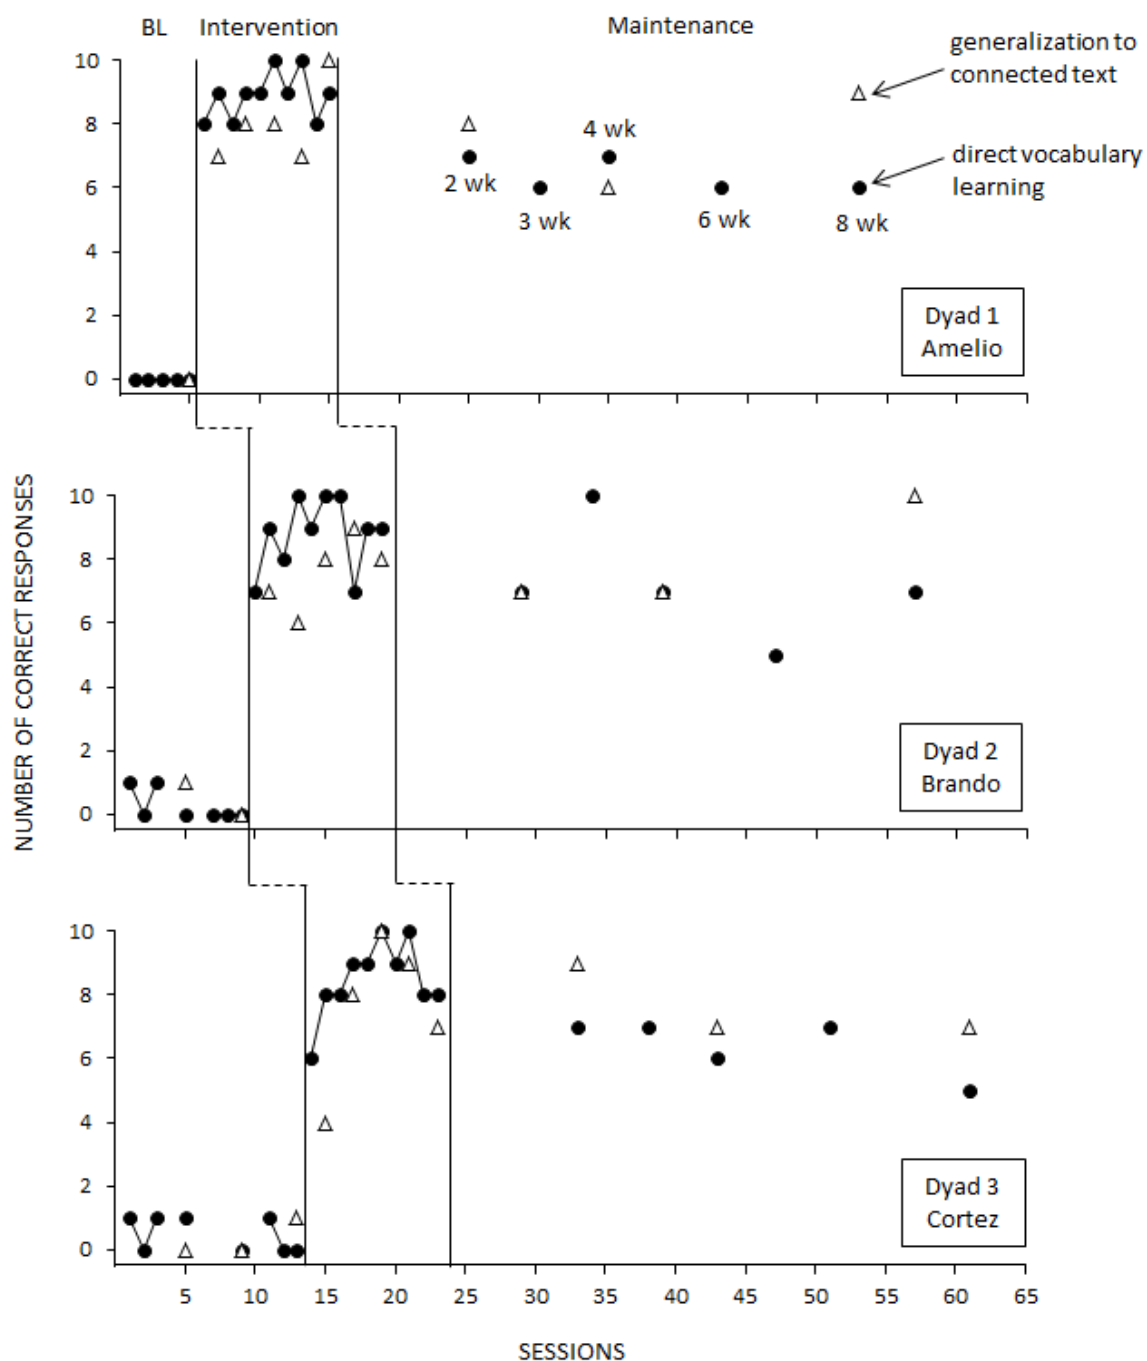 BL Intervention Maintenance
generalization to
connected text
direct vocabulary
learning
10
8
6
4
2
0
2 wk
3 wk
4 wk
6 wk
8 wk
Dyad 1
Amelio
NUMBER OF CORRECT RESPONSES
10
8
6
4
2
0
Dyad 2
Brando
10
8
6
4
2
0
Dyad 3
Cortez
5 10 15 20 25 30 35 40 45 50 55 60 65
SESSIONS